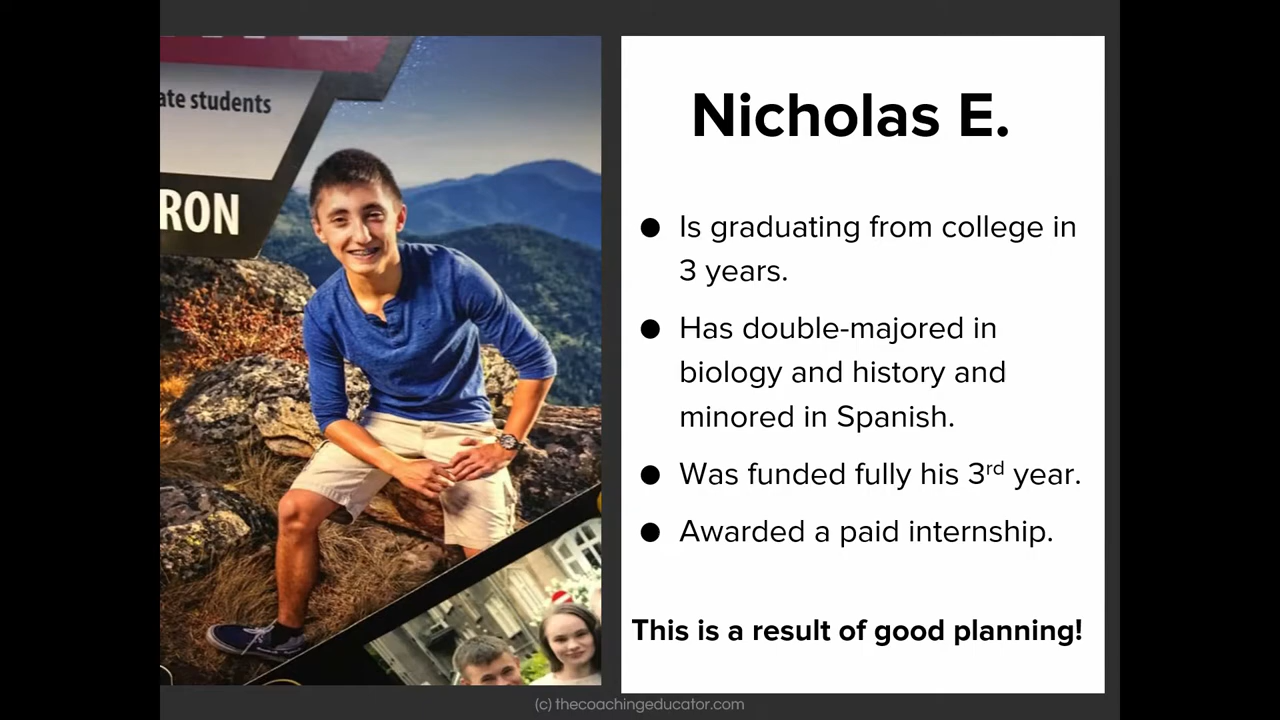 ate students
RON
Nicholas E.
● Is graduating from college in
3 years.
● Has double-majored in
biology and history and
minored in Spanish.
● Was funded fully his 3rd year.
● Awarded a paid internship.
This is a result of good planning!
(c) thecoachingeducator.com